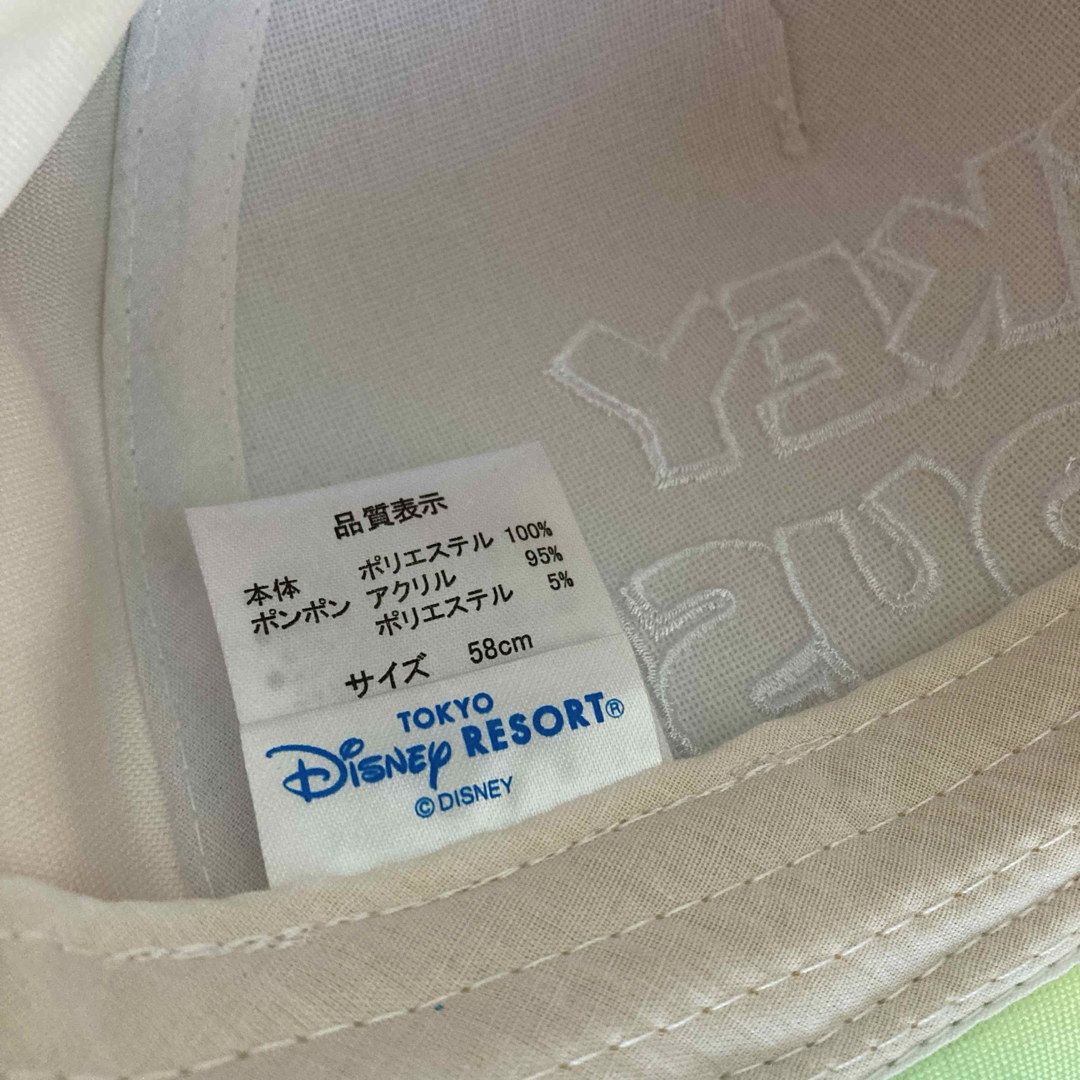 品質表示
本体 ポリエステル 100%
ポンポン アクリル 95%
ポリエステル 5%
サイズ 58cm
TOKYO
DISNEY RESORT®
©DISNEY
KEY